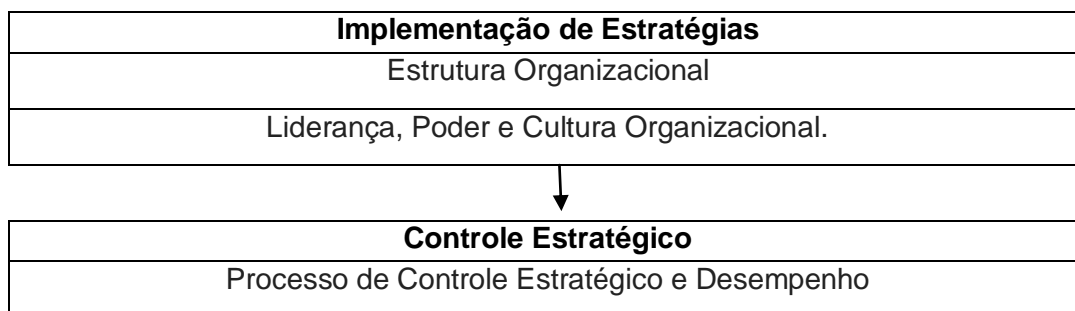 Implementação de Estratégias
Estrutura Organizacional
Liderança, Poder e Cultura Organizacional.
Controle Estratégico
Processo de Controle Estratégico e Desempenho